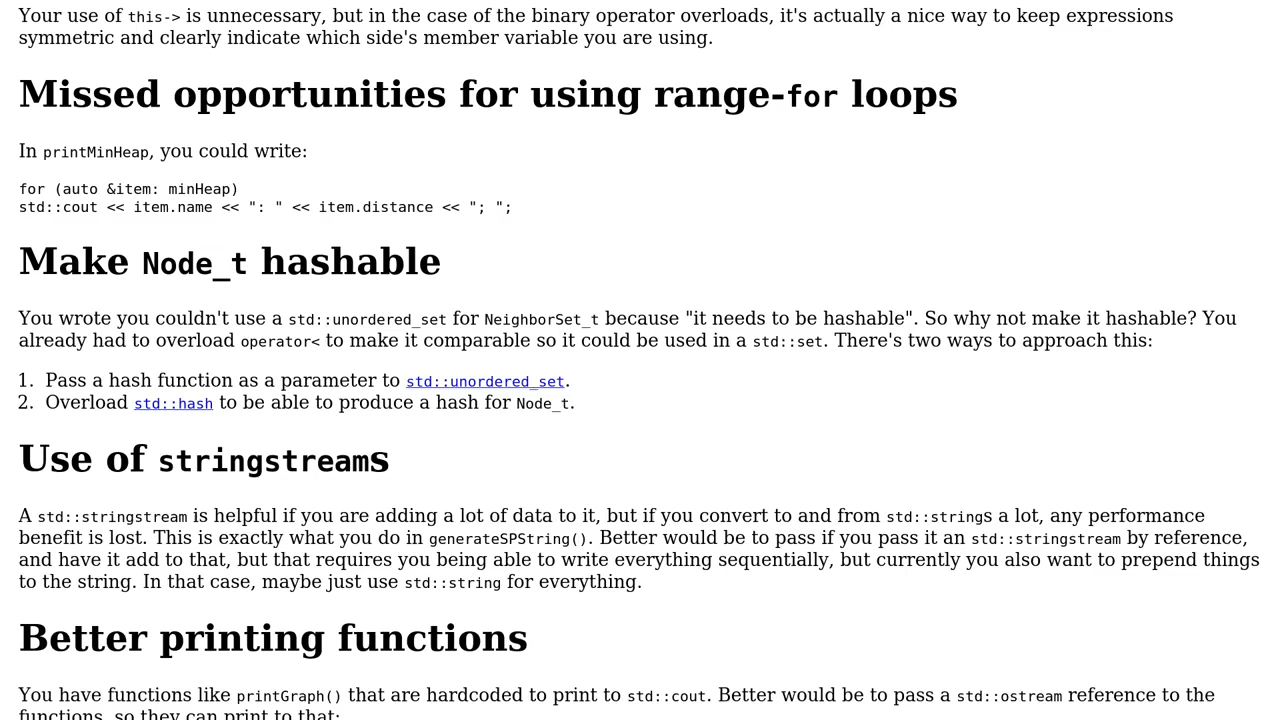 Your use of this-> is unnecessary, but in the case of the binary operator overloads, it's actually a nice way to keep expressions
symmetric and clearly indicate which side's member variable you are using.
Missed opportunities for using range-for loops
In printMinHeap, you could write:
for (auto &item: minHeap)
std::cout << item.name << ": " << item.distance << "; ";
Make Node_t hashable
You wrote you couldn't use a std::unordered_set for NeighborSet_t because "it needs to be hashable". So why not make it hashable? You
already had to overload operator< to make it comparable so it could be used in a std::set. There's two ways to approach this:
1. Pass a hash function as a parameter to std::unordered_set.
2. Overload std::hash to be able to produce a hash for Node_t.
Use of stringstreams
A std::stringstream is helpful if you are adding a lot of data to it, but if you convert to and from std::strings a lot, any performance
benefit is lost. This is exactly what you do in generateSPString(). Better would be to pass if you pass it an std::stringstream by reference,
and have it add to that, but that requires you being able to write everything sequentially, but currently you also want to prepend things
to the string. In that case, maybe just use std::string for everything.
Better printing functions
You have functions like printGraph() that are hardcoded to print to std::cout. Better would be to pass a std::ostream reference to the
functions, so they can print to that: